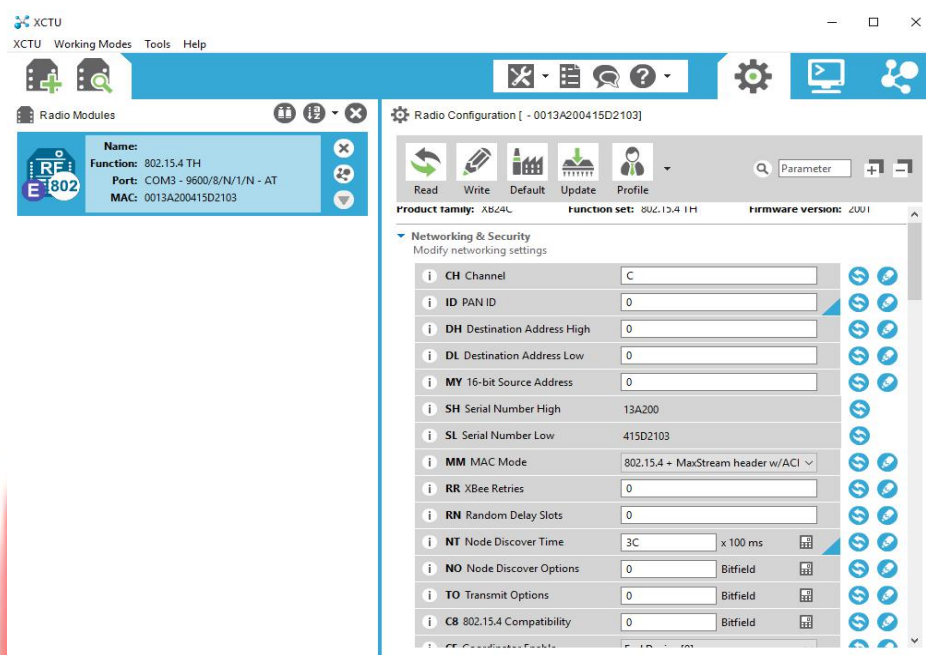 XCTU
XCTU Working Modes Tools Help
Radio Modules
Name:
Function: 802.15.4 TH
Port: COM3 - 9600/8/N/1/N - AT
MAC: 0013A200415D2103
RF
E 802
Radio Configuration [ - 0013A200415D2103]
Read Write Default Update Profile
Parameter
Product family: XB24C Function set: 802.15.4 TH Firmware version: 2001
Networking & Security
Modify networking settings
i CH Channel C
i ID PAN ID 0
i DH Destination Address High 0
i DL Destination Address Low 0
i MY 16-bit Source Address 0
i SH Serial Number High 13A200
i SL Serial Number Low 415D2103
i MM MAC Mode 802.15.4 + MaxStream header w/ACI
i RR XBee Retries 0
i RN Random Delay Slots 0
i NT Node Discover Time 3C x 100 ms
i NO Node Discover Options 0 Bitfield
i TO Transmit Options 0 Bitfield
i C8 802.15.4 Compatibility 0 Bitfield
i CE Coordinator Enable End Device [0]